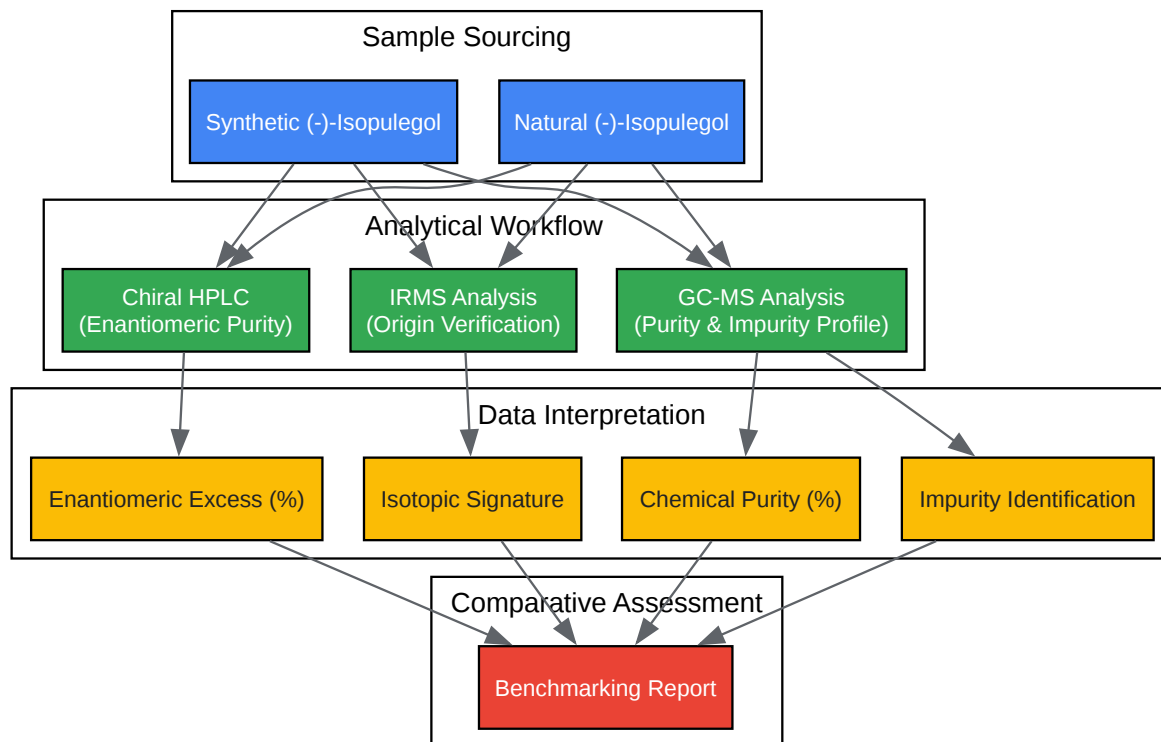 Sample Sourcing
Synthetic (-)-Isopulegol
Natural (-)-Isopulegol
Analytical Workflow
Chiral HPLC
(Enantiomeric Purity)
IRMS Analysis
(Origin Verification)
GC-MS Analysis
(Purity & Impurity Profile)
Data Interpretation
Enantiomeric Excess (%)
Isotopic Signature
Chemical Purity (%)
Impurity Identification
Comparative Assessment
Benchmarking Report